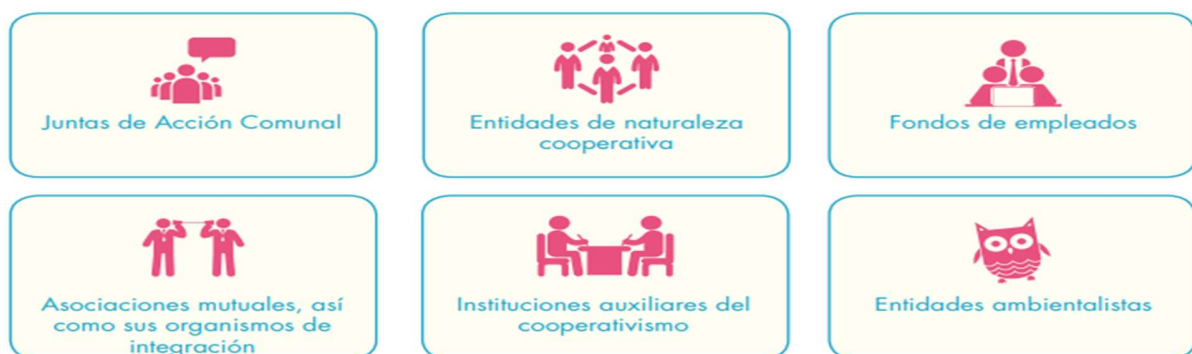 Juntas de Acción Comunal
Entidades de naturaleza
cooperativa
Fondos de empleados
Asociaciones mutuales, así
como sus organismos de
integración
Instituciones auxiliares del
cooperativismo
Entidades ambientalistas